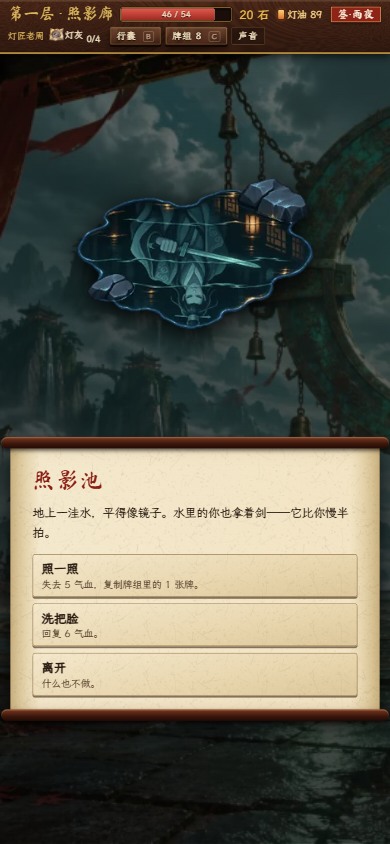 第一层·照影廊 46 / 54 20 石 灯油 89 签·雨夜
灯匠老周 灯灰 0/4 行囊 B 牌组 8 C 声音
照影池
地上一洼水，平得像镜子。水里的你也拿着剑——它比你慢半
拍。
照一照
失去 5 气血，复制牌组里的 1 张牌。
洗把脸
回复 6 气血。
离开
什么也不做。